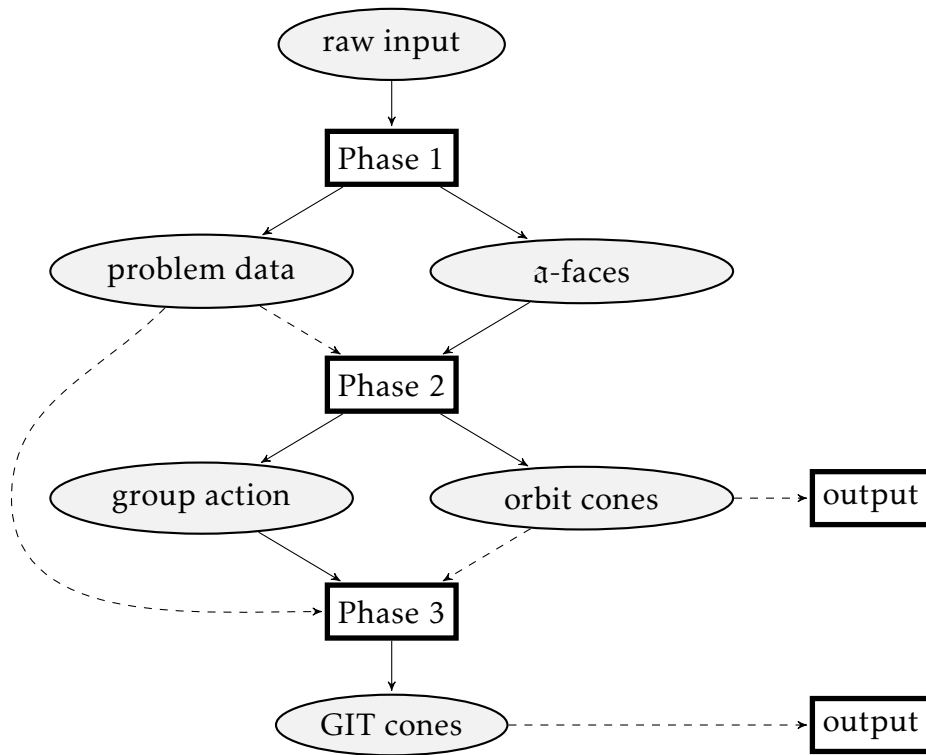 raw input
Phase 1
problem data
𝔞-faces
Phase 2
group action
orbit cones
output
Phase 3
GIT cones
output